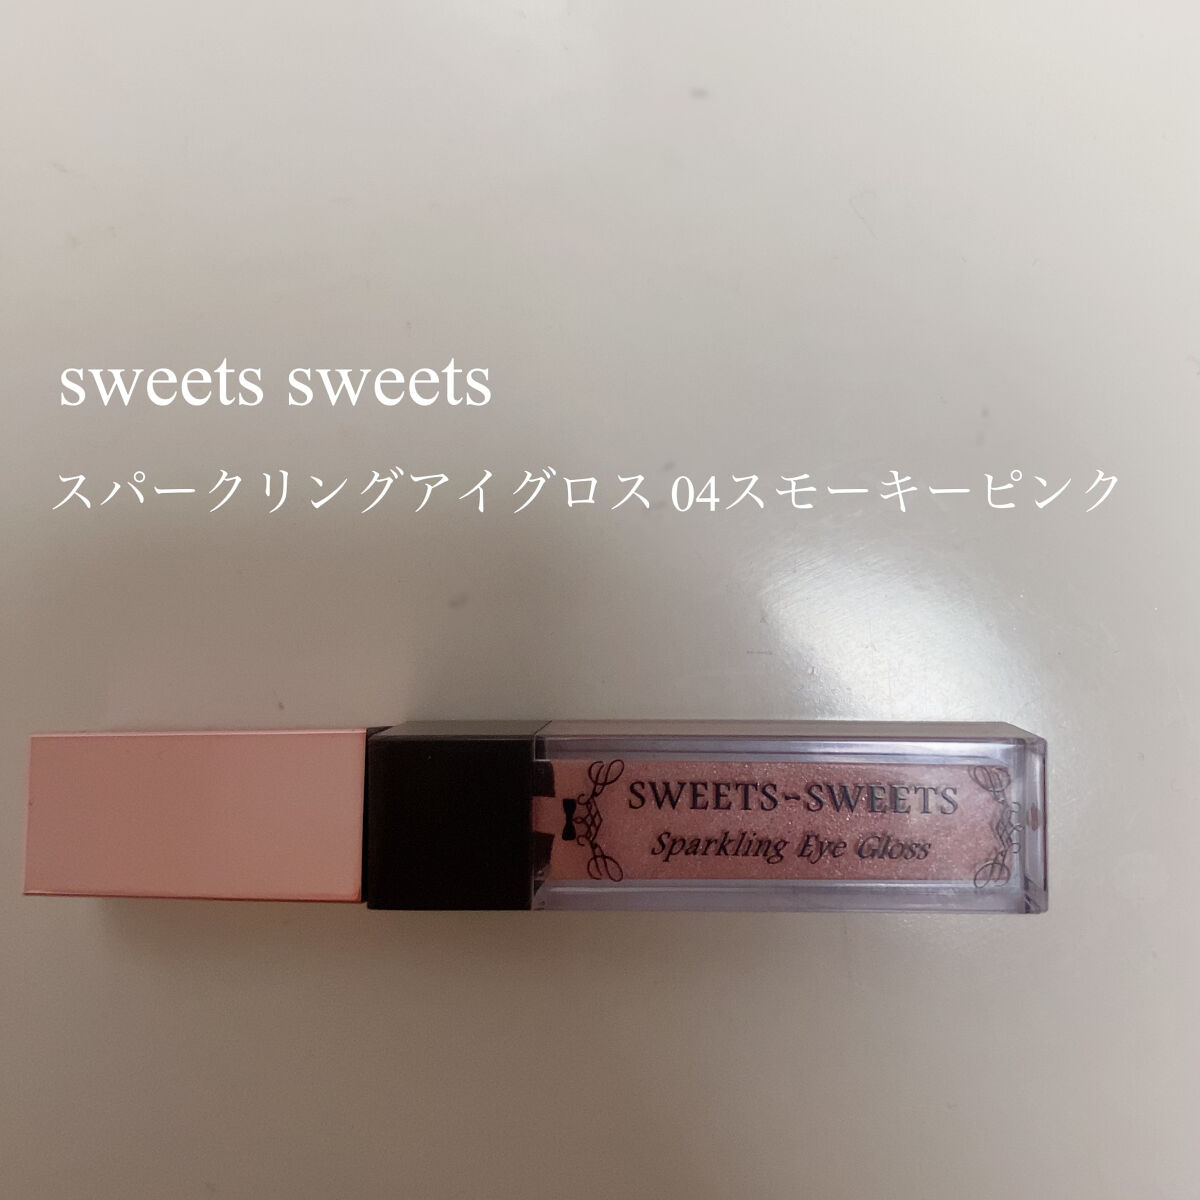 sweets sweets
スパークリングアイグロス 04スモーキーピンク
SWEETS-SWEETS
Sparkling Eye Gloss